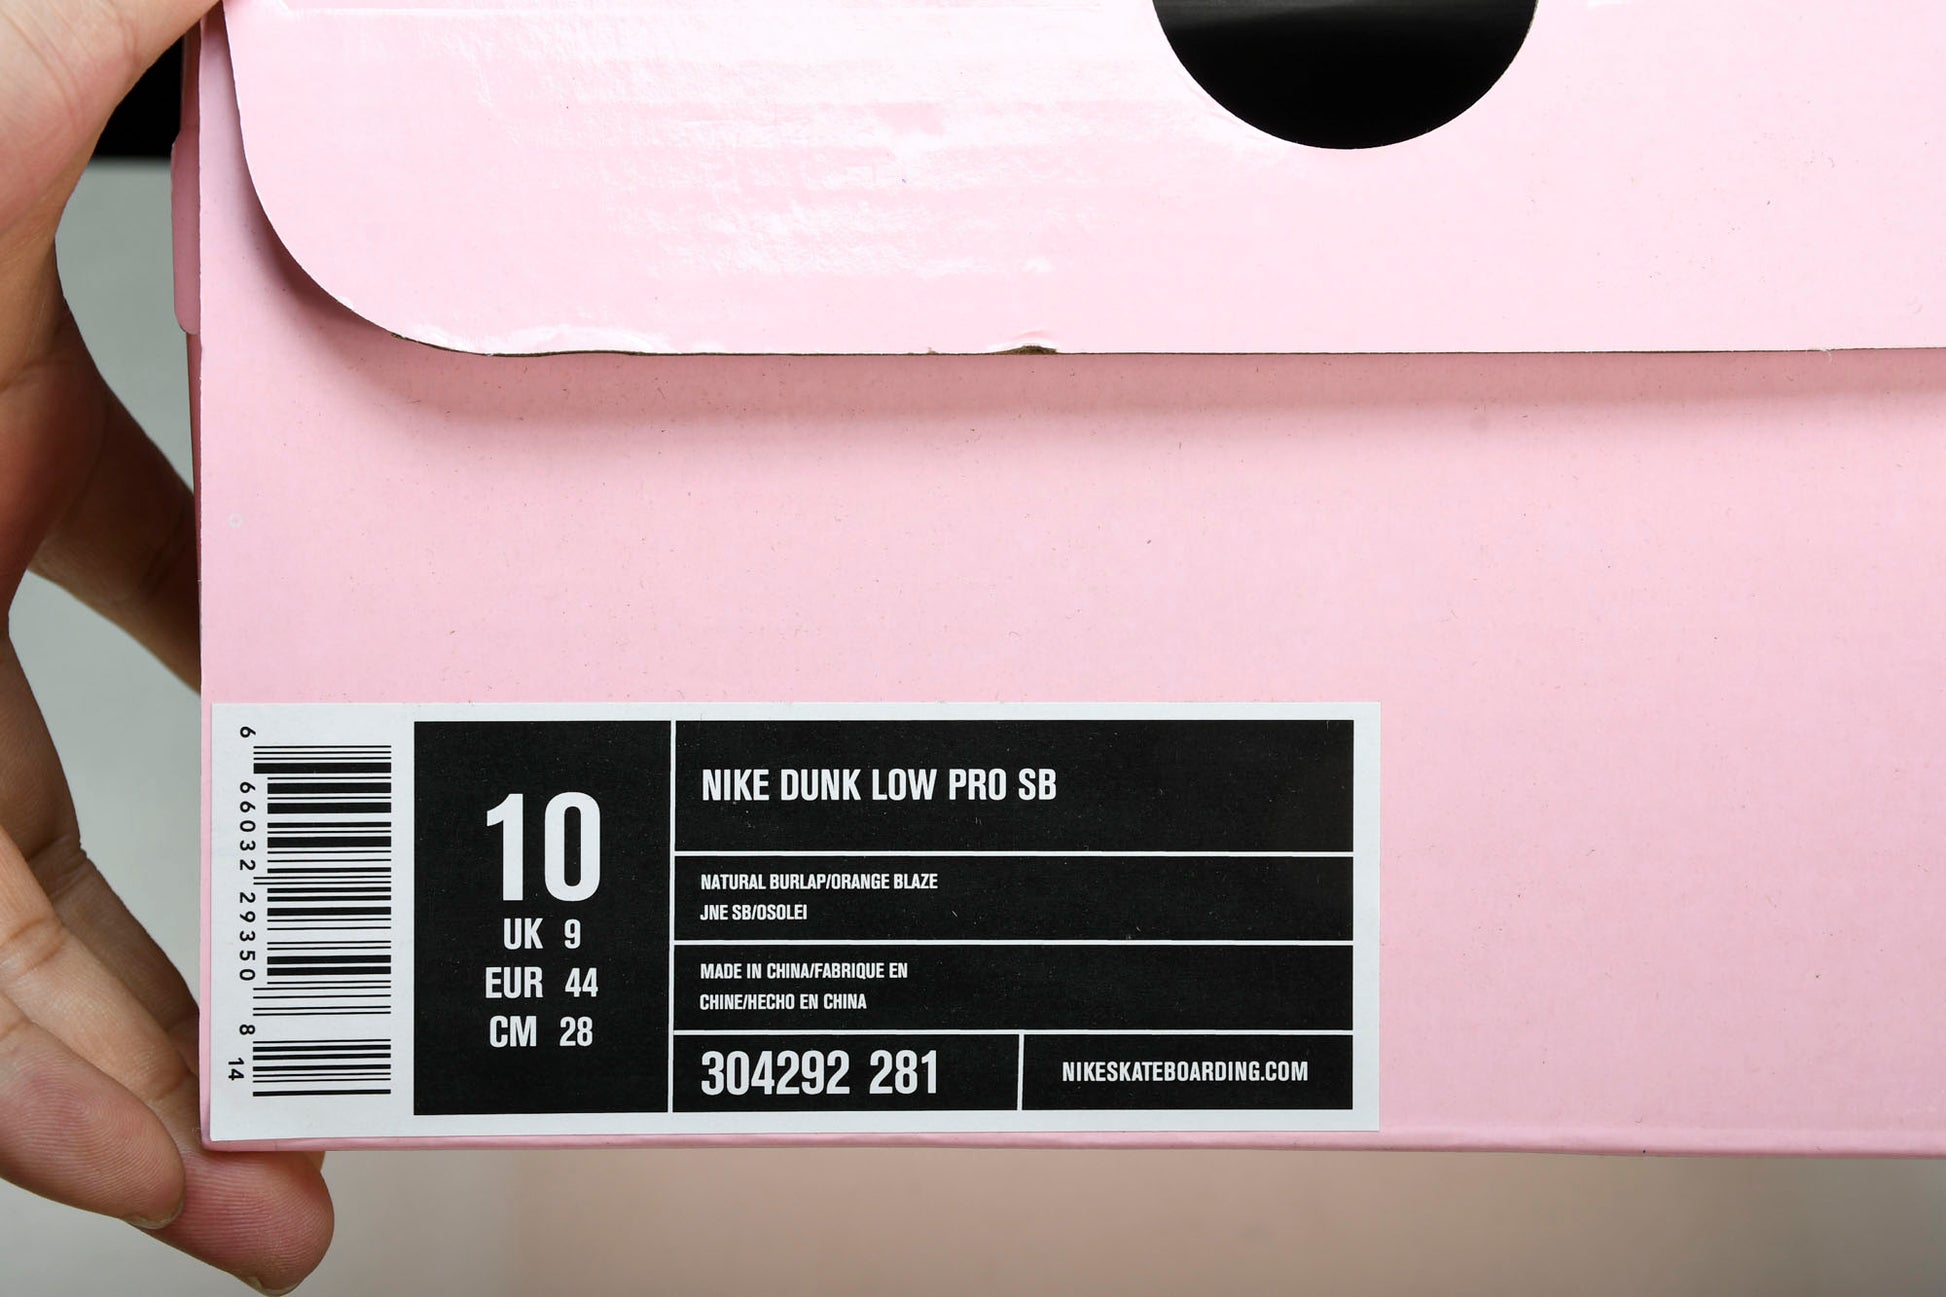 6 66032 29350 8 14
10
UK 9
EUR 44
CM 28
NIKE DUNK LOW PRO SB
NATURAL BURLAP/ORANGE BLAZE
JNE SB/OSOLEI
MADE IN CHINA/FABRIQUE EN
CHINE/HECHO EN CHINA
304292 281
NIKESKATEBOARDING.COM